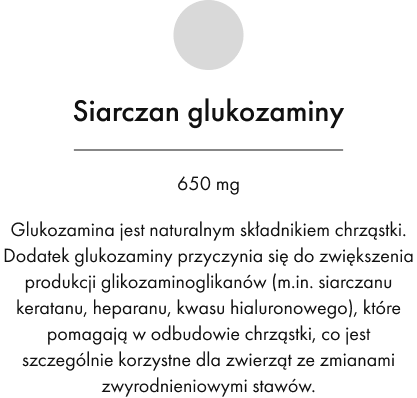 Siarczan glukozaminy
650 mg
Glukozamina jest naturalnym składnikiem chrząstki.
Dodatek glukozaminy przyczynia się do zwiększenia
produkcji glikozaminoglikanów (m.in. siarczanu
keratanu, heparanu, kwasu hialuronowego), które
pomagają w odbudowie chrząstki, co jest
szczególnie korzystne dla zwierząt ze zmianami
zwyrodnieniowymi stawów.